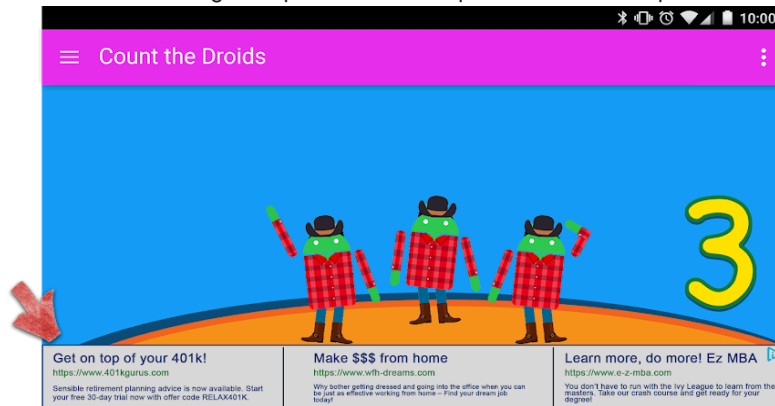 10:00
Count the Droids
3
Get on top of your 401k!
https://www.401kgurus.com
Sensible retirement planning advice is now available. Start
your free 30-day trial now with offer code RELAX401K.
Make $$$ from home
https://www.wfh-dreams.com
Why bother getting dressed and going into the office when you can
be just as effective working from home – Find your dream job
today!
Learn more, do more! Ez MBA
https://www.e-z-mba.com
You don't have to run with the Ivy League to learn from the
masters. Take our crash course and get ready for your
degree!